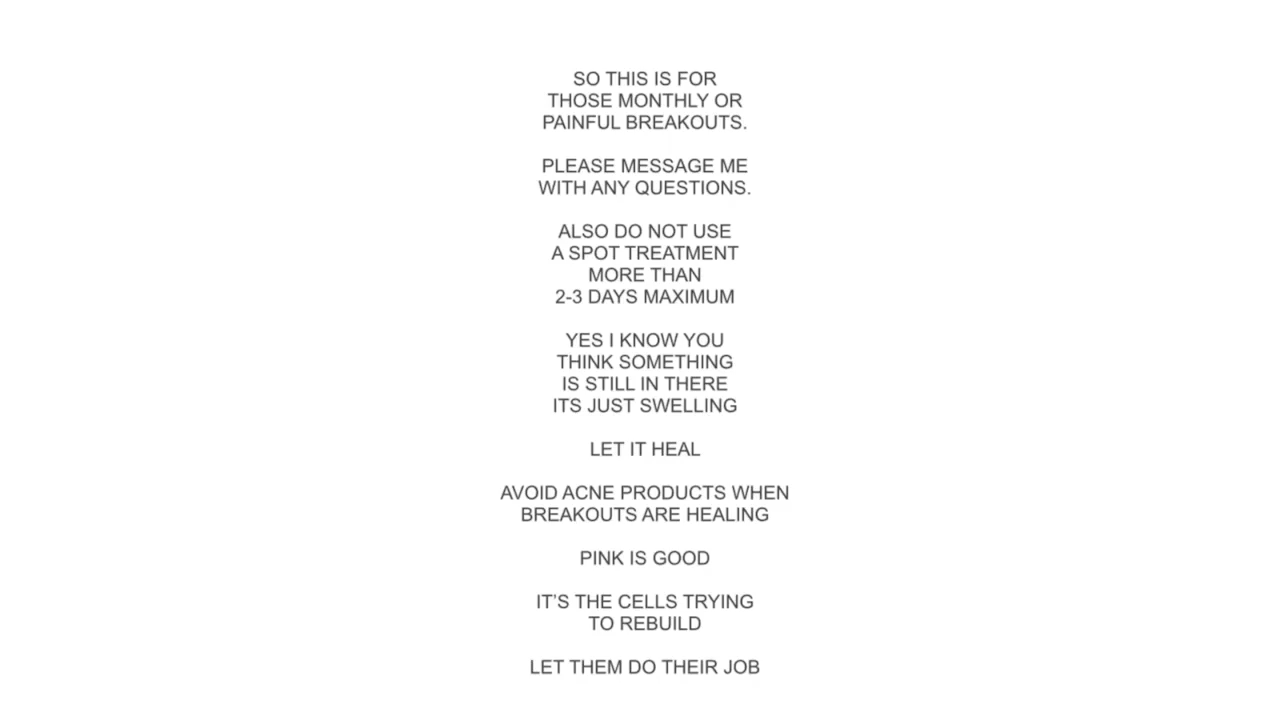 SO THIS IS FOR
THOSE MONTHLY OR
PAINFUL BREAKOUTS.
PLEASE MESSAGE ME
WITH ANY QUESTIONS.
ALSO DO NOT USE
A SPOT TREATMENT
MORE THAN
2-3 DAYS MAXIMUM
YES I KNOW YOU
THINK SOMETHING
IS STILL IN THERE
ITS JUST SWELLING
LET IT HEAL
AVOID ACNE PRODUCTS WHEN
BREAKOUTS ARE HEALING
PINK IS GOOD
IT’S THE CELLS TRYING
TO REBUILD
LET THEM DO THEIR JOB